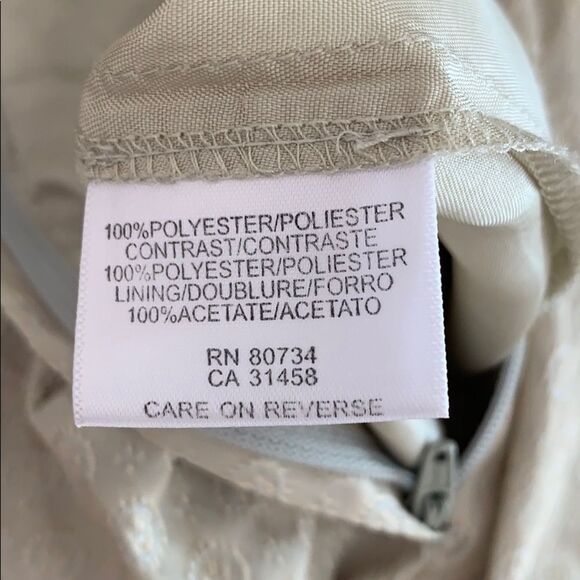 100%POLYESTER/POLIESTER
CONTRAST/CONTRASTE
100%POLYESTER/POLIESTER
LINING/DOUBLURE/FORRO
100%ACETATE/ACETATO
RN 80734
CA 31458
CARE ON REVERSE